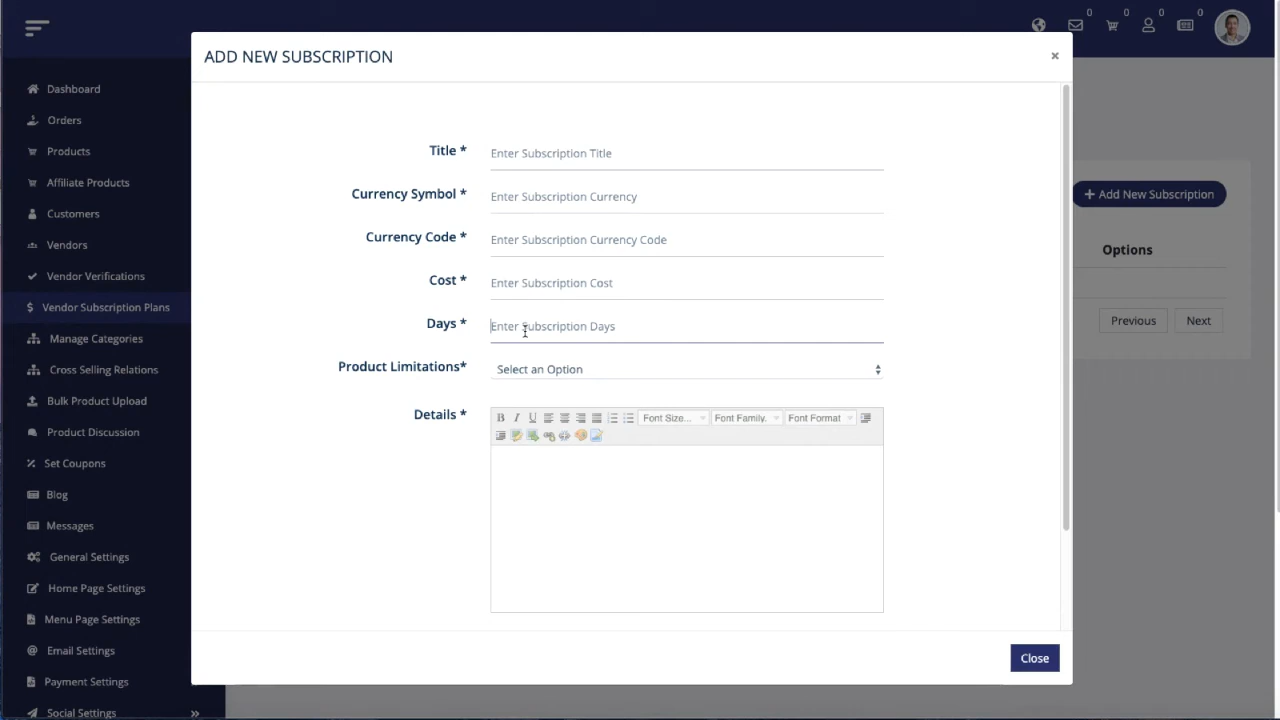 0
0
0
0
ADD NEW SUBSCRIPTION
×
Dashboard
Orders
Products
Affiliate Products
Customers
Vendors
Vendor Verifications
$ Vendor Subscription Plans
Manage Categories
Cross Selling Relations
Bulk Product Upload
Product Discussion
Set Coupons
Blog
Messages
General Settings
Home Page Settings
Menu Page Settings
@ Email Settings
Payment Settings
Social Settings »
Title * Enter Subscription Title
Currency Symbol * Enter Subscription Currency
Currency Code * Enter Subscription Currency Code
Cost * Enter Subscription Cost
Days * Enter Subscription Days
Product Limitations* Select an Option
Details *
B I U Font Size... Font Family. Font Format
Close
+ Add New Subscription
Options
Previous Next